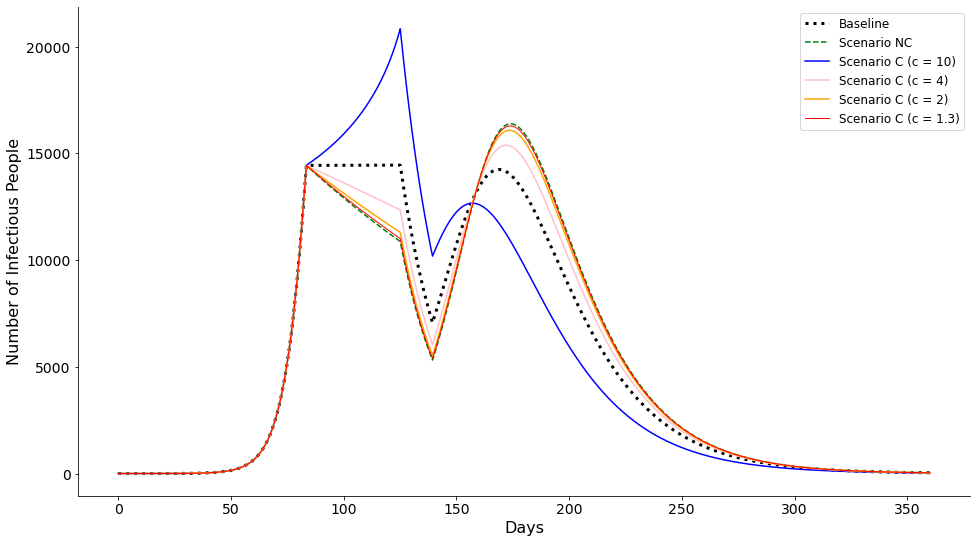 Baseline
Scenario NC
Scenario C (c = 10)
Scenario C (c = 4)
Scenario C (c = 2)
Scenario C (c = 1.3)
20000
15000
10000
5000
0
Number of Infectious People
0 50 100 150 200 250 300 350
Days